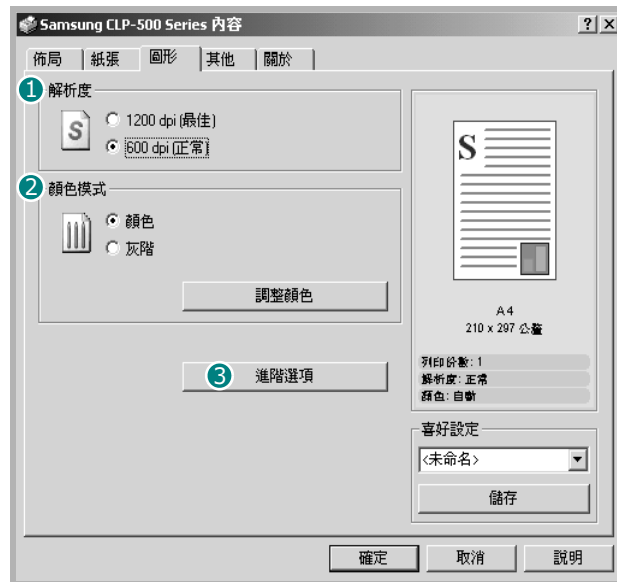 Samsung CLP-500 Series 內容
? X
佈局 紙張 圖形 其他 關於
1 解析度
S
1200 dpi (最佳)
600 dpi (正常)
2 顏色模式
顏色
灰階
調整顏色
3 進階選項
S
A4
210 x 297 公釐
列印份數: 1
解析度: 正常
顏色: 自動
喜好設定
<未命名>
儲存
確定 取消 說明